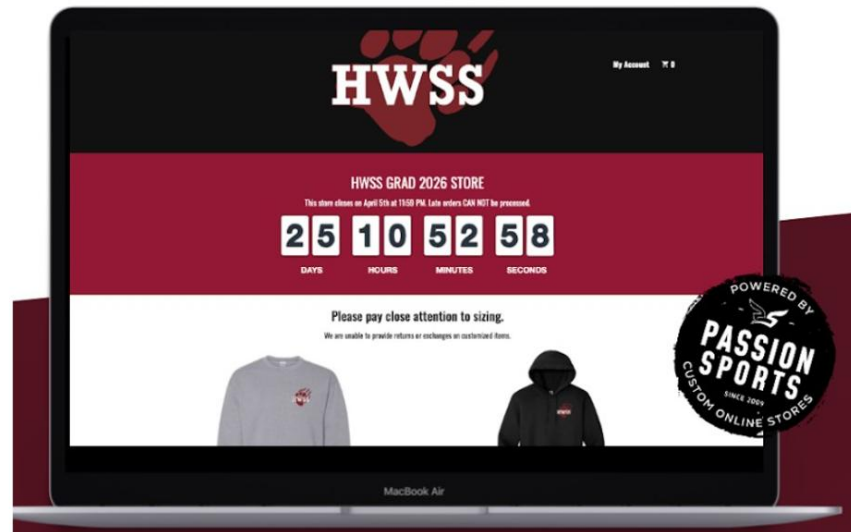 HWSS
My Account 0
HWSS GRAD 2026 STORE
This store closes on April 5th at 11:59 PM. Late orders CAN NOT be processed.
25 10 52 58
DAYS HOURS MINUTES SECONDS
Please pay close attention to sizing.
We are unable to provide returns or exchanges on customized items.
HWSS
HWSS
POWERED BY
PASSION
SPORTS
SINCE 2009
CUSTOM ONLINE STORES
MacBook Air